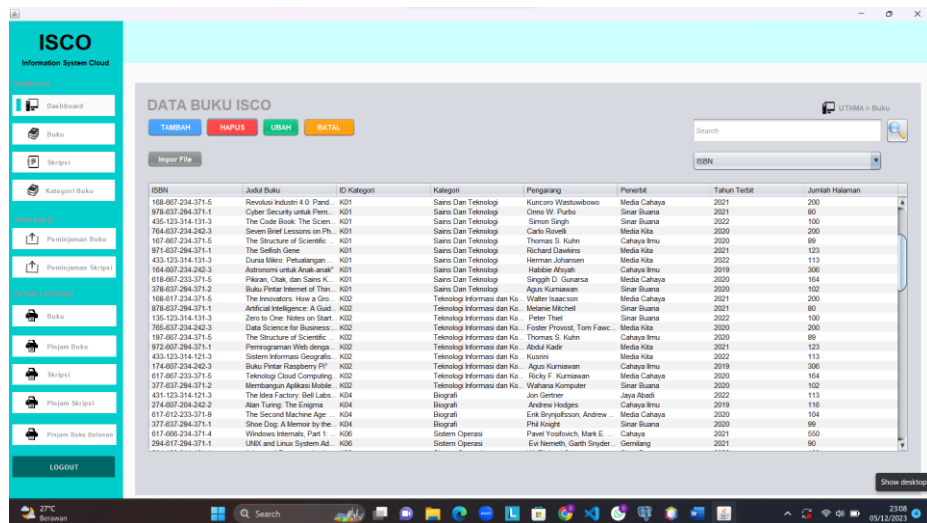 ISCO
Information System Cloud
Dashboard
Buku
Skripsi
Kategori Buku
Peminjaman Buku
Peminjaman Skripsi
Buku
Pinjam Buku
Skripsi
Pinjam Skripsi
Pinjam Buku Bulanan
LOGOUT
DATA BUKU ISCO
UTAMA > Buku
TAMBAH HAPUS UBAH BATAL
Search
Impor File
ISBN
ISBN Judul Buku ID Kategori Kategori Pengarang Penerbit Tahun Terbit Jumlah Halaman
168-667-234-371-5 Revolusi Industri 4.0: Pand... K01 Sains Dan Teknologi Kuncoro Wastuwibowo Media Cahaya 2021 200
978-637-294-371-1 Cyber Security untuk Pem... K01 Sains Dan Teknologi Onno W. Purbo Sinar Buana 2021 80
435-123-314-131-3 The Code Book: The Scien... K01 Sains Dan Teknologi Simon Singh Sinar Buana 2022 100
764-637-234-242-3 Seven Brief Lessons on Ph... K01 Sains Dan Teknologi Carlo Rovelli Media Kita 2020 200
167-667-234-371-5 The Structure of Scientific ... K01 Sains Dan Teknologi Thomas S. Kuhn Cahaya Ilmu 2020 89
971-637-294-371-1 The Selfish Gene K01 Sains Dan Teknologi Richard Dawkins Media Kita 2021 123
433-123-314-131-3 Dunia Mikro: Petualangan ... K01 Sains Dan Teknologi Herman Johansen Media Kita 2022 113
164-607-234-242-3 Astronomi untuk Anak-anak" K01 Sains Dan Teknologi Habibie Afsyah Cahaya Ilmu 2019 306
618-667-233-371-5 Pikiran, Otak, dan Sains K... K01 Sains Dan Teknologi Singgih D. Gunarsa Media Cahaya 2020 164
378-637-294-371-2 Buku Pintar Internet of Thin... K01 Sains Dan Teknologi Agus Kurniawan Sinar Buana 2020 102
168-617-234-371-5 The Innovators: How a Gro... K02 Teknologi Informasi dan Ko... Walter Isaacson Media Cahaya 2021 200
878-637-294-371-1 Artificial Intelligence: A Guid... K02 Teknologi Informasi dan Ko... Melanie Mitchell Sinar Buana 2021 80
135-123-314-131-3 Zero to One: Notes on Start... K02 Teknologi Informasi dan Ko... Peter Thiel Sinar Buana 2022 100
765-637-234-242-3 Data Science for Business:... K02 Teknologi Informasi dan Ko... Foster Provost, Tom Fawc... Media Kita 2020 200
197-667-234-371-5 The Structure of Scientific ... K02 Teknologi Informasi dan Ko... Thomas S. Kuhn Cahaya Ilmu 2020 89
972-607-294-371-1 Pemrograman Web denga... K02 Teknologi Informasi dan Ko... Abdul Kadir Media Kita 2021 123
433-123-314-121-3 Sistem Informasi Geografis... K02 Teknologi Informasi dan Ko... Kusrini Media Kita 2022 113
174-607-234-242-3 Buku Pintar Raspberry Pi" K02 Teknologi Informasi dan Ko... Agus Kurniawan Cahaya Ilmu 2019 306
617-667-233-371-5 Teknologi Cloud Computing... K02 Teknologi Informasi dan Ko... Ricky F. Kurniawan Media Cahaya 2020 164
377-637-294-371-2 Membangun Aplikasi Mobile... K02 Teknologi Informasi dan Ko... Wahana Komputer Sinar Buana 2020 102
431-123-314-121-3 The Idea Factory: Bell Labs... K04 Biografi Jon Gertner Jaya Abadi 2022 113
274-607-204-242-2 Alan Turing: The Enigma K04 Biografi Andrew Hodges Cahaya Ilmu 2019 116
617-612-233-371-9 The Second Machine Age: ... K04 Biografi Erik Brynjolfsson, Andrew ... Media Cahaya 2020 104
377-637-294-371-1 Shoe Dog: A Memoir by the... K04 Biografi Phil Knight Sinar Buana 2020 99
617-666-234-371-4 Windows Internals, Part 1: ... K06 Sistem Operasi Pavel Yosifovich, Mark E. ... Cahaya 2021 550
294-617-294-371-1 UNIX and Linux System Ad... K06 Sistem Operasi Evi Nemeth, Garth Snyder... Gemilang 2021 90
Show desktop
27°C
Berawan
Search
23:08
05/12/2023